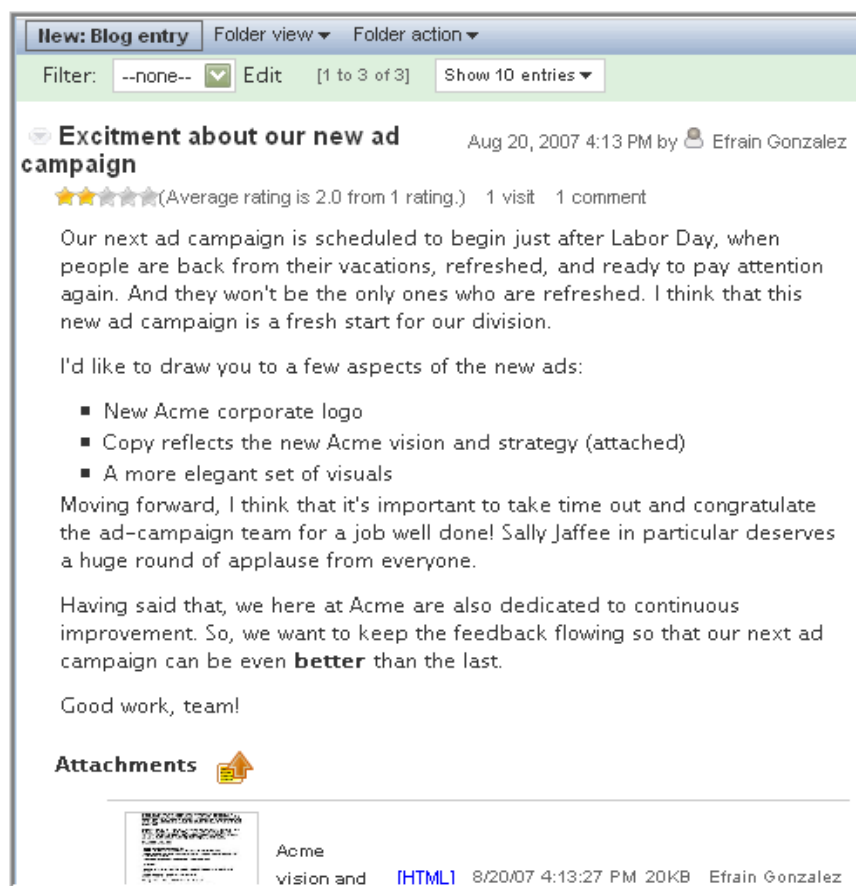 New: Blog entry Folder view Folder action
Filter: --none-- Edit [1 to 3 of 3] Show 10 entries
Excitment about our new ad campaign
Aug 20, 2007 4:13 PM by Efrain Gonzalez
(Average rating is 2.0 from 1 rating.) 1 visit 1 comment
Our next ad campaign is scheduled to begin just after Labor Day, when
people are back from their vacations, refreshed, and ready to pay attention
again. And they won't be the only ones who are refreshed. I think that this
new ad campaign is a fresh start for our division.
I'd like to draw you to a few aspects of the new ads:
New Acme corporate logo
Copy reflects the new Acme vision and strategy (attached)
A more elegant set of visuals
Moving forward, I think that it's important to take time out and congratulate
the ad-campaign team for a job well done! Sally Jaffee in particular deserves
a huge round of applause from everyone.
Having said that, we here at Acme are also dedicated to continuous
improvement. So, we want to keep the feedback flowing so that our next ad
campaign can be even better than the last.
Good work, team!
Attachments
Acme
vision and [HTML] 8/20/07 4:13:27 PM 20KB Efrain Gonzalez